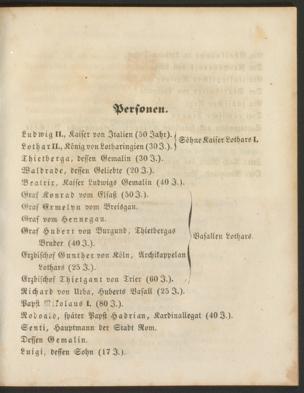 Personen.
Ludwig II., Kaiser von Italien (50 Jahr).
Lothar II., König von Lotharingien (30 J.).
Söhne Kaiser Lothars I.
Thietberga, dessen Gemalin (30 J.).
Waldrade, dessen Geliebte (20 J.).
Beatrix, Kaiser Ludwigs Gemalin (40 J.).
Graf Konrad vom Elsaß (50 J.).
Graf Ermelyn vom Breisgau.
Graf vom Hennegau.
Graf Hubert von Burgund, Thietbergas
Bruder (40 J.).
Erzbischof Gunther von Köln, Archikappelan
Lothars (25 J.).
Erzbischof Thietgant von Trier (60 J.).
Vasallen Lothars.
Richard von Urba, Huberts Vasall (25 J.).
Papst Nikolaus I. (80 J.).
Rodoald, später Papst Hadrian, Kardinallegat (40 J.).
Senti, Hauptmann der Stadt Rom.
Dessen Gemalin.
Luigi, dessen Sohn (17 J.).